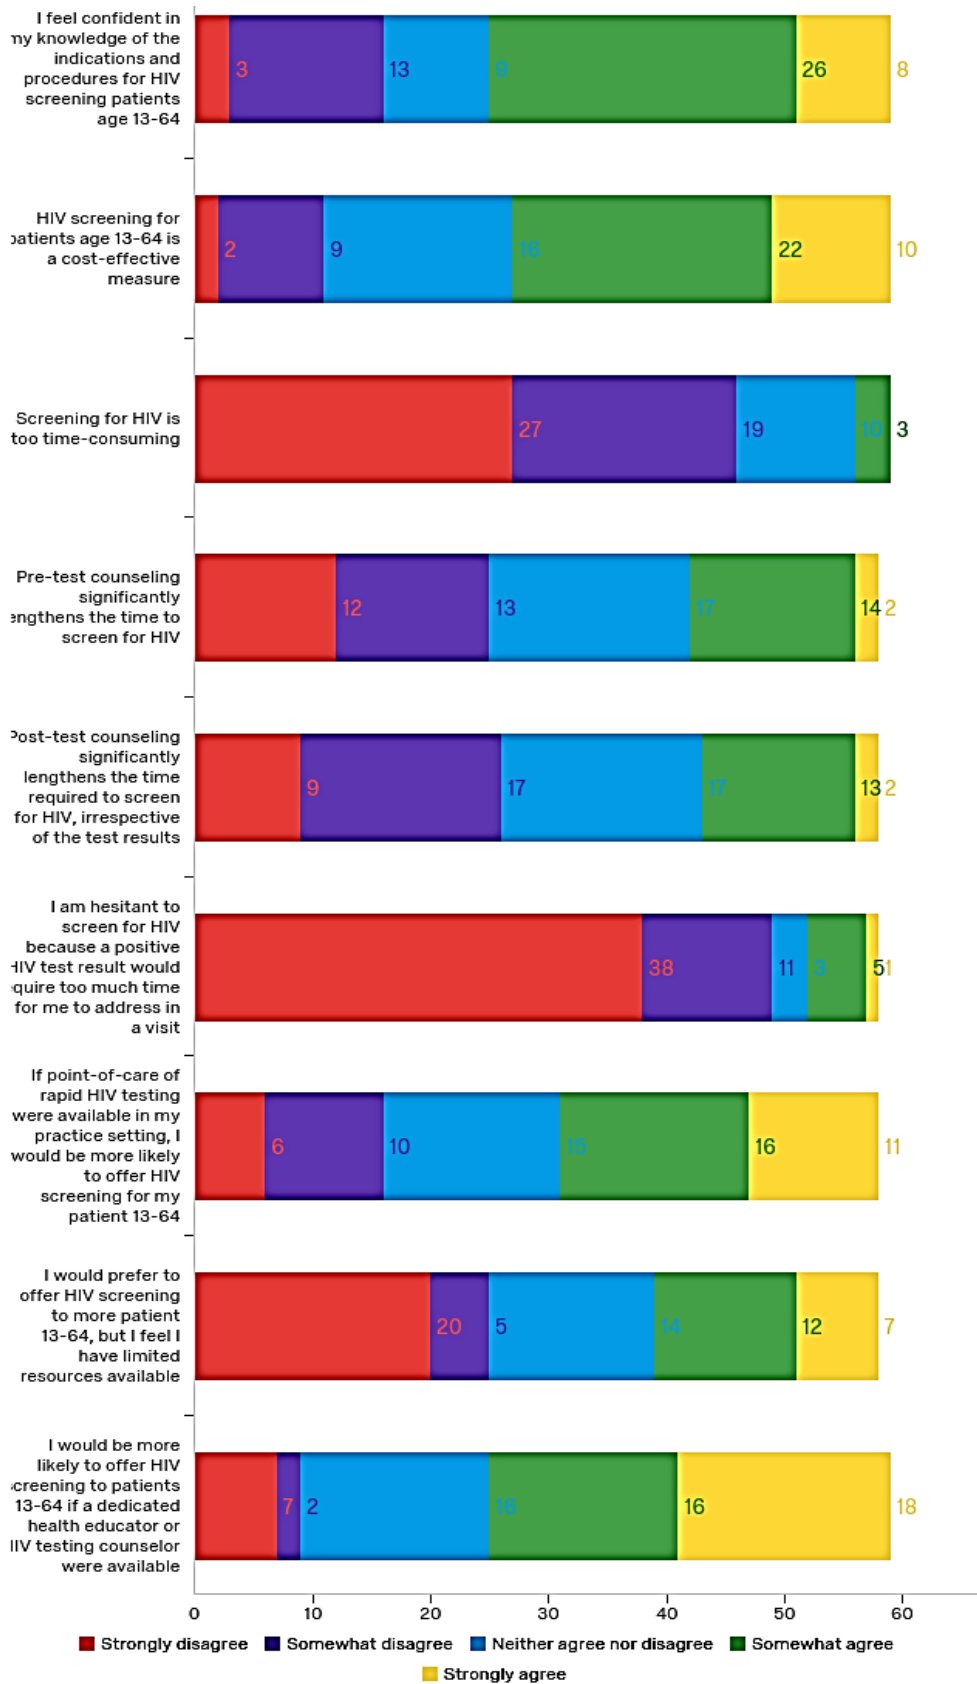 I feel confident in
my knowledge of the
indications and
procedures for HIV
screening patients
age 13-64
3 13 9 26 8
HIV screening for
patients age 13-64 is
a cost-effective
measure
2 9 16 22 10
Screening for HIV is
too time-consuming
27 19 10 3
Pre-test counseling
significantly
engthens the time to
screen for HIV
12 13 17 14 2
Post-test counseling
significantly
lengthens the time
required to screen
for HIV, irrespective
of the test results
9 17 17 13 2
I am hesitant to
screen for HIV
because a positive
HIV test result would
equire too much time
for me to address in
a visit
38 11 3 5 1
If point-of-care of
rapid HIV testing
were available in my
practice setting, I
would be more likely
to offer HIV
screening for my
patient 13-64
6 10 15 16 11
I would prefer to
offer HIV screening
to more patient
13-64, but I feel I
have limited
resources available
20 5 14 12 7
I would be more
likely to offer HIV
screening to patients
13-64 if a dedicated
health educator or
HIV testing counselor
were available
7 2 16 16 18
0 10 20 30 40 50 60
Strongly disagree Somewhat disagree Neither agree nor disagree Somewhat agree
Strongly agree